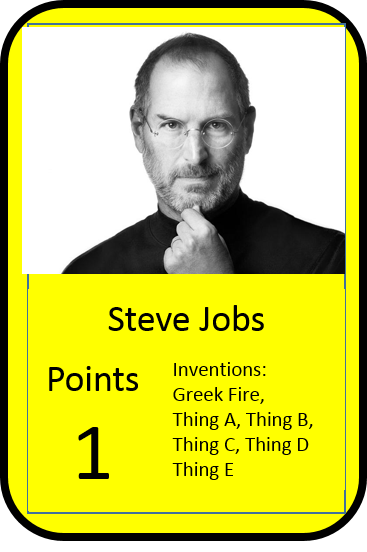 Steve Jobs
Points
1
Inventions:
Greek Fire,
Thing A, Thing B,
Thing C, Thing D
Thing E